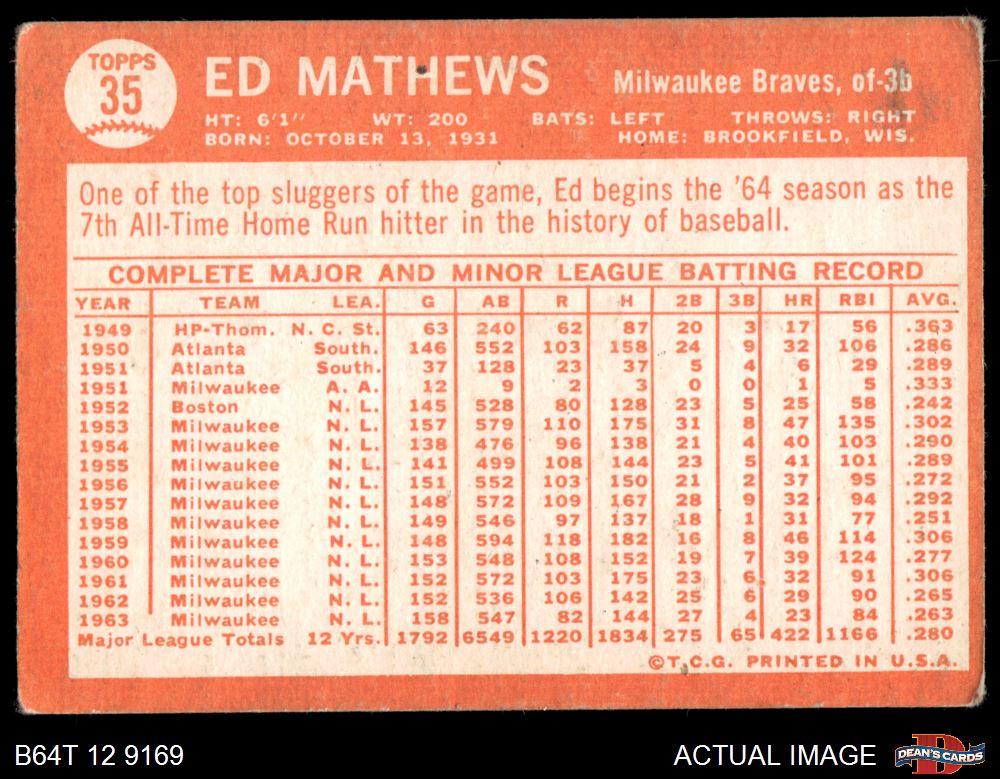 TOPPS
35
ED MATHEWS
Milwaukee Braves, of-3b
HT: 6'1" WT: 200 BATS: LEFT THROWS: RIGHT
BORN: OCTOBER 13, 1931 HOME: BROOKFIELD, WIS.
One of the top sluggers of the game, Ed begins the '64 season as the
7th All-Time Home Run hitter in the history of baseball.
COMPLETE MAJOR AND MINOR LEAGUE BATTING RECORD
YEAR TEAM LEA. G AB R H 2B 3B HR RBI AVG.
1949 HP-Thom. N. C. St. 63 240 62 87 20 3 17 56 .363
1950 Atlanta South. 146 552 103 158 24 9 32 106 .286
1951 Atlanta South. 37 128 23 37 5 4 6 29 .289
1951 Milwaukee A. A. 12 9 2 3 0 0 1 5 .333
1952 Boston N. L. 145 528 80 128 23 5 25 58 .242
1953 Milwaukee N. L. 157 579 110 175 31 8 47 135 .302
1954 Milwaukee N. L. 138 476 96 138 21 4 40 103 .290
1955 Milwaukee N. L. 141 499 108 144 23 5 41 101 .289
1956 Milwaukee N. L. 151 552 103 150 21 2 37 95 .272
1957 Milwaukee N. L. 148 572 109 167 28 9 32 94 .292
1958 Milwaukee N. L. 149 546 97 137 18 1 31 77 .251
1959 Milwaukee N. L. 148 594 118 182 16 8 46 114 .306
1960 Milwaukee N. L. 153 548 108 152 19 7 39 124 .277
1961 Milwaukee N. L. 152 572 103 175 23 6 32 91 .306
1962 Milwaukee N. L. 152 536 106 142 25 6 29 90 .265
1963 Milwaukee N. L. 158 547 82 144 27 4 23 84 .263
Major League Totals 12 Yrs. 1792 6549 1220 1834 275 65 422 1166 .280
©T.C.G. PRINTED IN U.S.A.
B64T 12 9169
ACTUAL IMAGE
D
DEAN'S CARDS